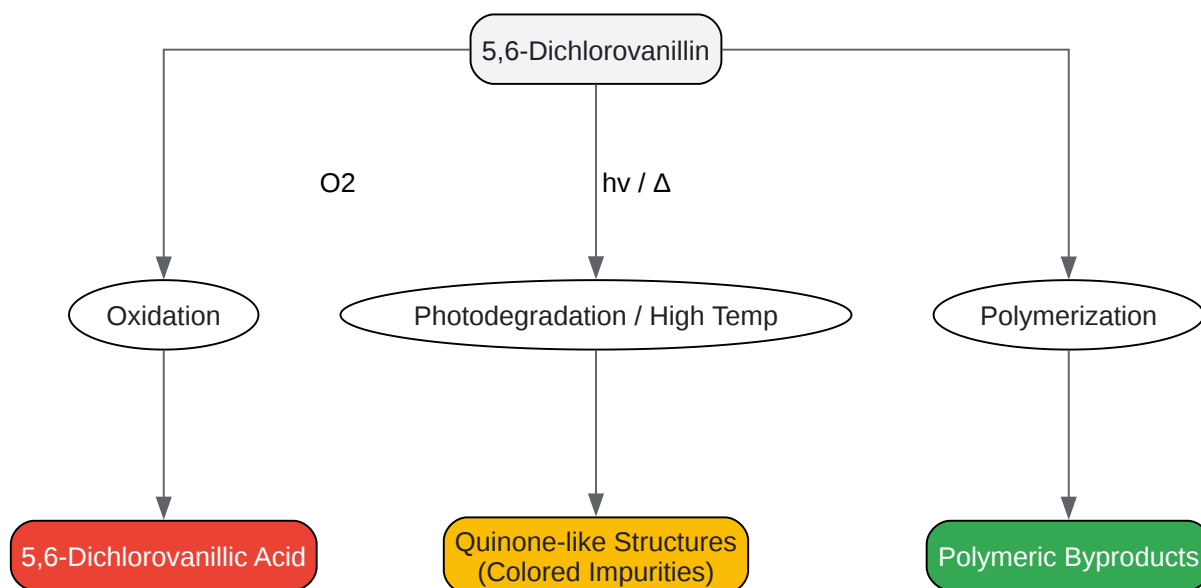 5,6-Dichlorovanillin
O2
hv / Δ
Oxidation
Photodegradation / High Temp
Polymerization
5,6-Dichlorovanillic Acid
Quinone-like Structures
(Colored Impurities)
Polymeric Byproducts